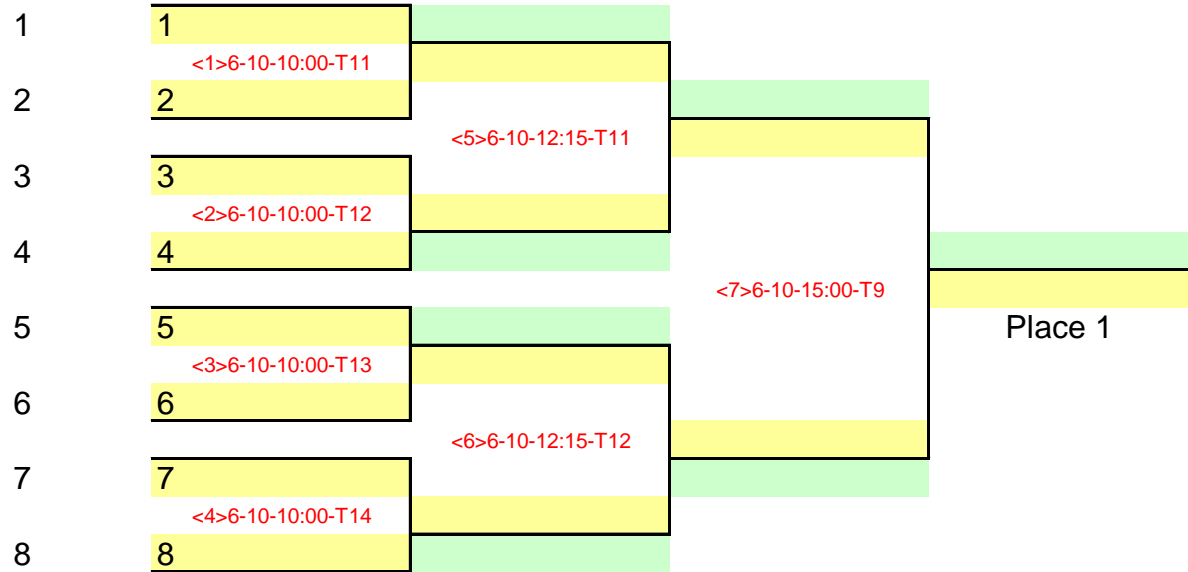 1 1
<1>6-10-10:00-T11
2 2
<5>6-10-12:15-T11
3 3
<2>6-10-10:00-T12
4 4
<7>6-10-15:00-T9
5 5
Place 1
<3>6-10-10:00-T13
6 6
<6>6-10-12:15-T12
7 7
<4>6-10-10:00-T14
8 8